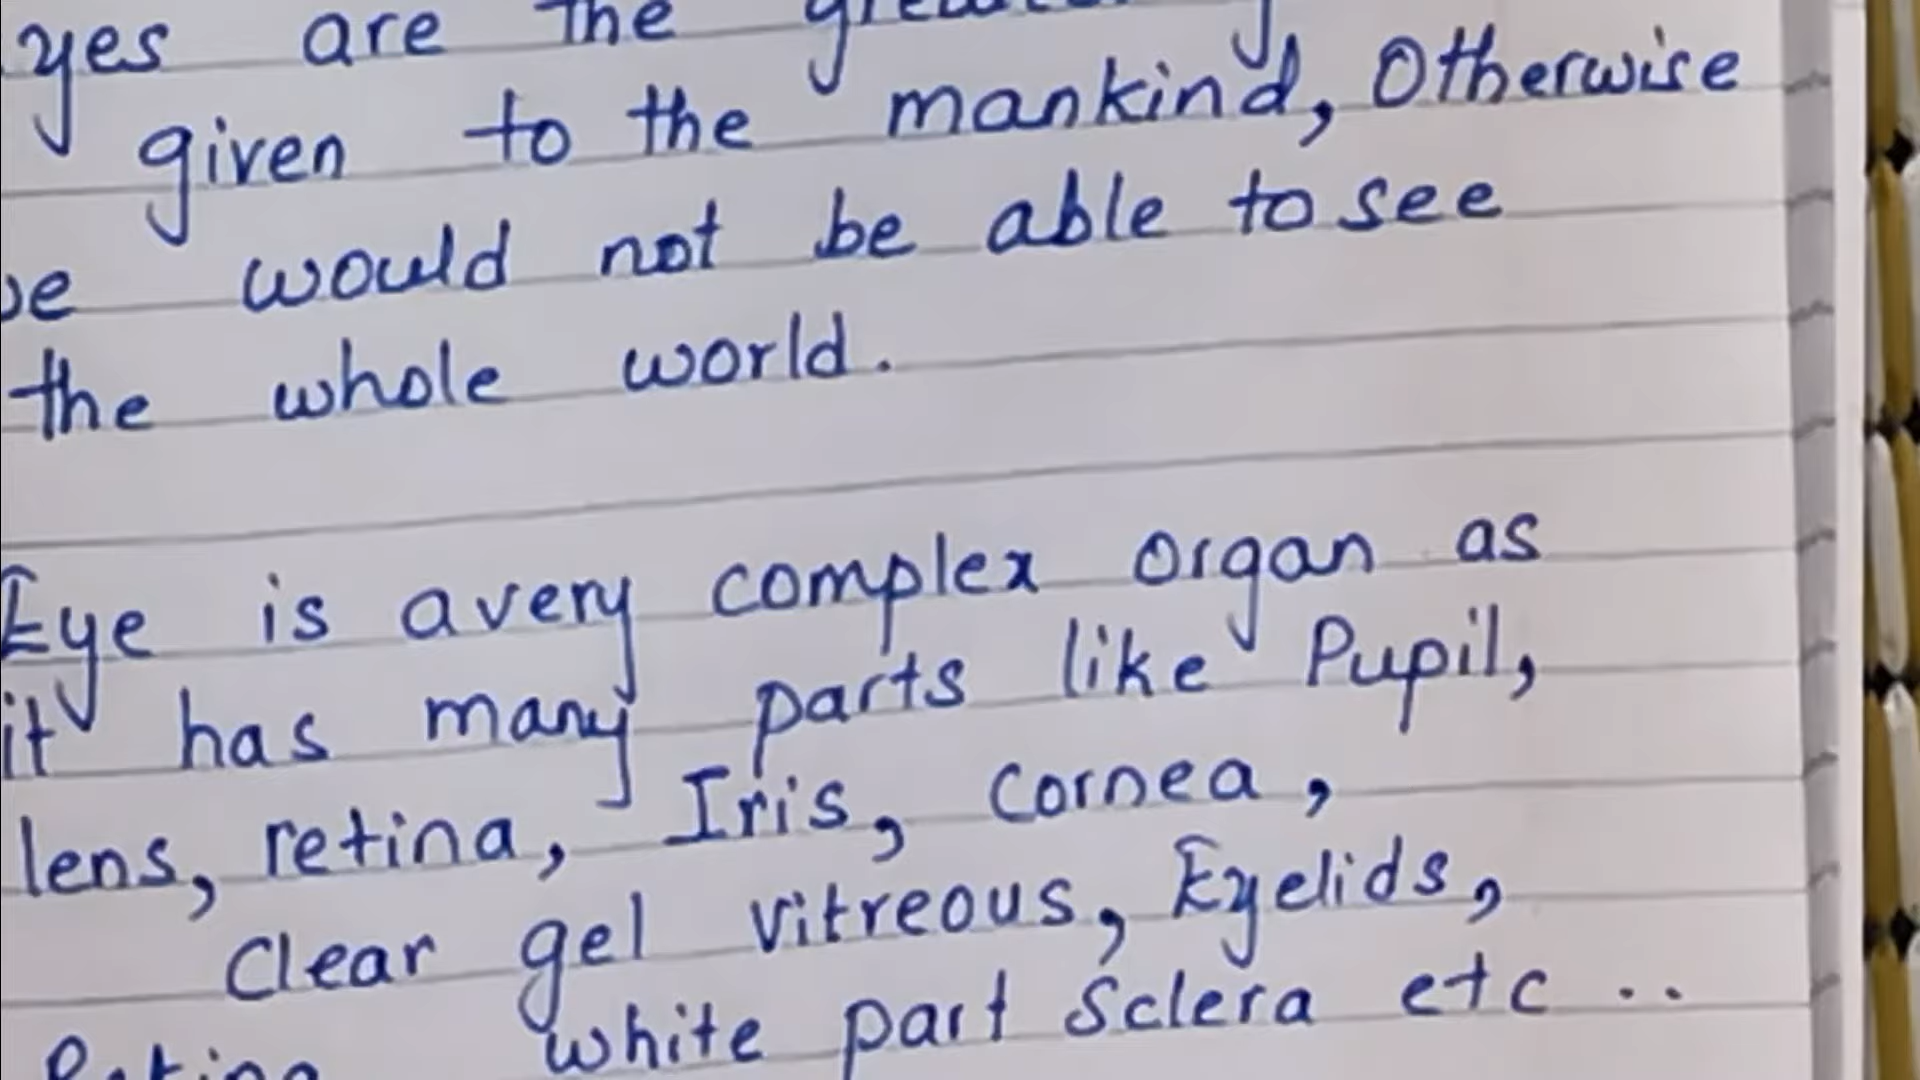 yes are the
given to the mankind, Otherwise
would not be able to see
the whole world.
Eye is a very complex organ as
it has many parts like Pupil,
lens, retina, Iris, Cornea,
Clear gel vitreous, Eyelids,
white part Sclera etc ..